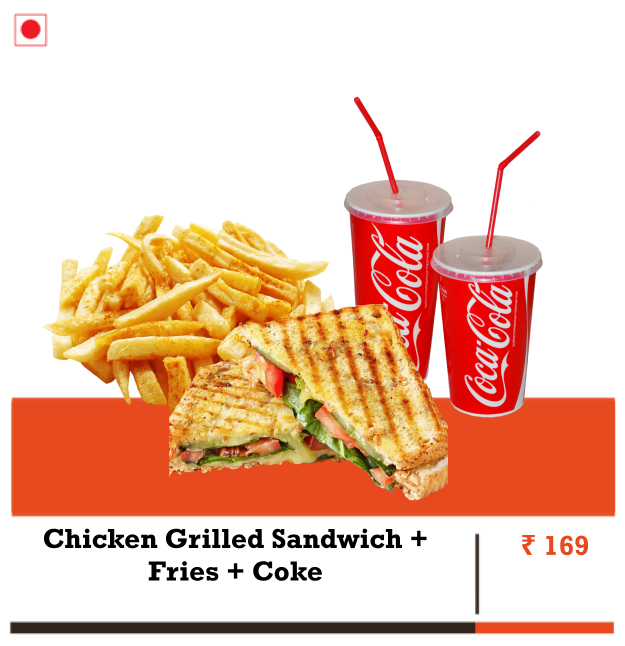 Coca-Cola
Coca-Cola
Chicken Grilled Sandwich +
Fries + Coke
₹ 169